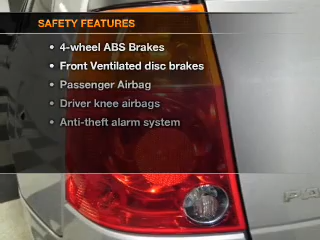 SAFETY FEATURES
• 4-wheel ABS Brakes
• Front Ventilated disc brakes
• Passenger Airbag
• Driver knee airbags
• Anti-theft alarm system